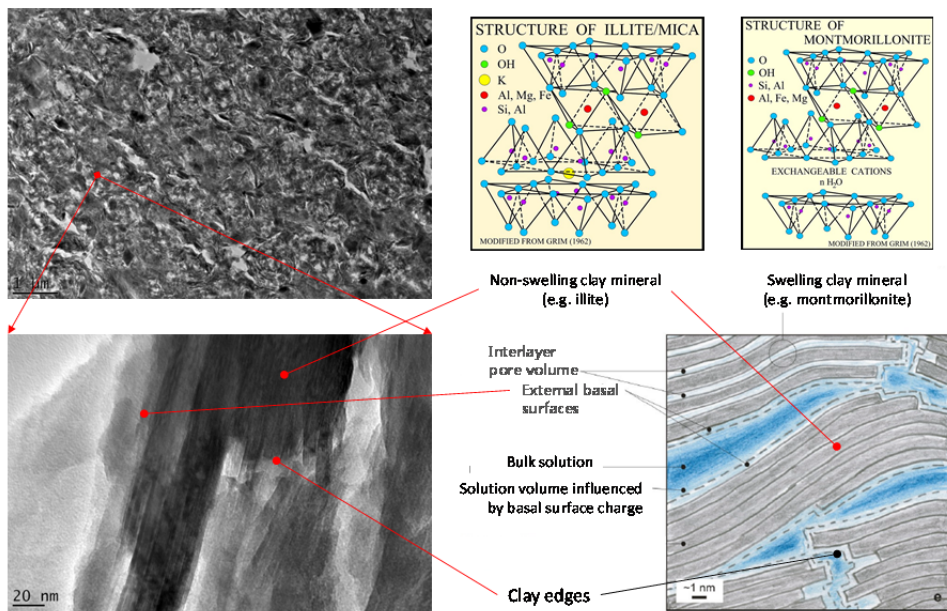 1 µm
STRUCTURE OF ILLITE/MICA
O
OH
K
Al, Mg, Fe
Si, Al
MODIFIED FROM GRIM (1962)
STRUCTURE OF
MONTMORILLONITE
O
OH
Al, Fe, Mg
Si, Al
EXCHANGEABLE CATIONS
n H₂O
MODIFIED FROM GRIM (1962)
Non-swelling clay mineral
(e.g. illite)
Swelling clay mineral
(e.g. montmorillonite)
Interlayer
pore volume
External basal
surfaces
Bulk solution
Solution volume influenced
by basal surface charge
Clay edges
20 nm
~1 nm
e